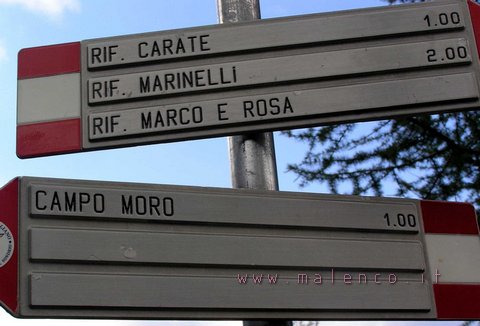 RIF. CARATE 1.00
RIF. MARINELLI 2.00
RIF. MARCO E ROSA
CAMPO MORO 1.00
www.malenco.it